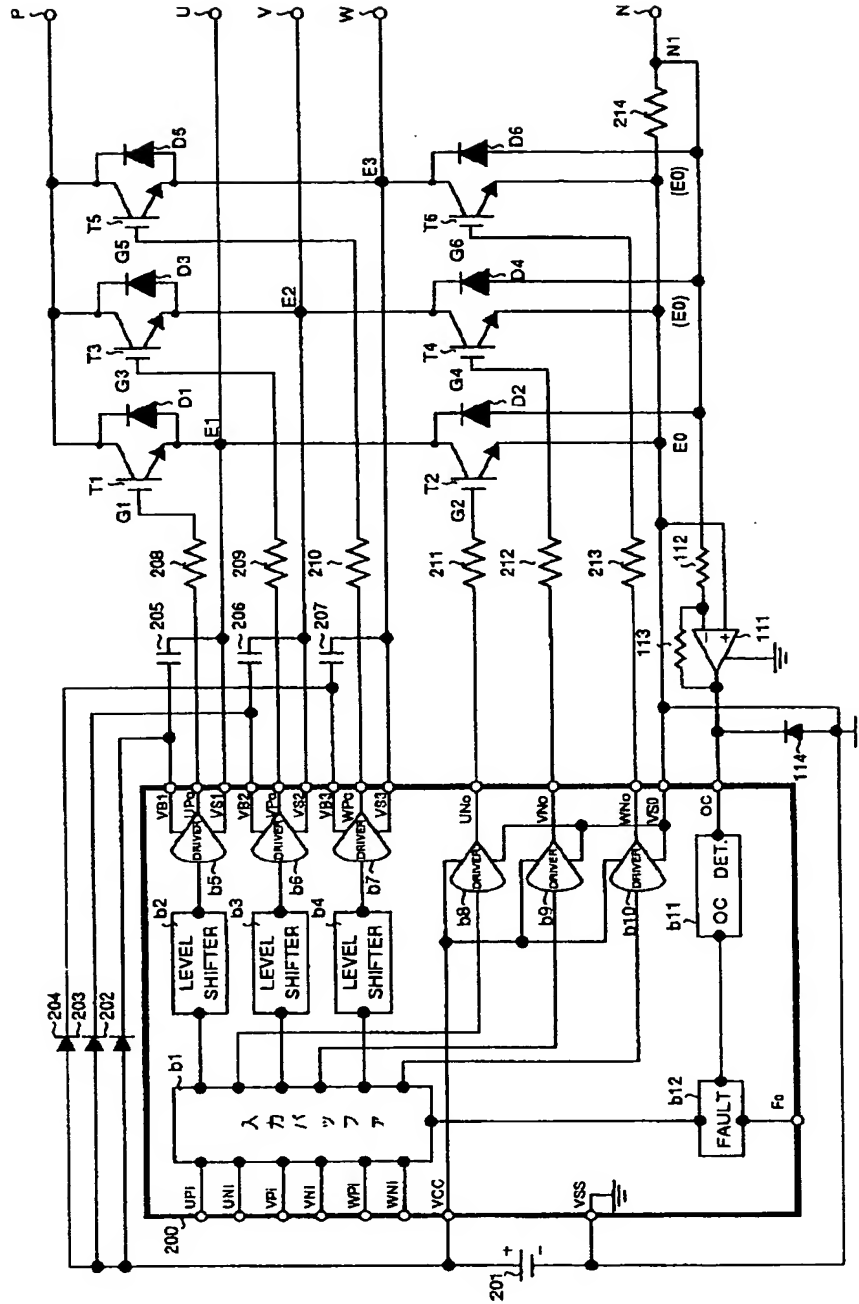 P
U
V
W
N
N1
204
203
202
205
206
207
208
209
210
211
212
213
214
T1
G1
D1
E1
T3
G3
D3
E2
T5
G5
D5
E3
T2
G2
D2
E0
T4
G4
D4
(E0)
T6
G6
D6
(E0)
200
UPi
UNi
VPi
VNi
WPi
WNi
VCC
VSS
201
+
-
b1
入力バッファ
b2
LEVEL
SHIFTER
b3
LEVEL
SHIFTER
b4
LEVEL
SHIFTER
DRIVER
b5
DRIVER
b6
DRIVER
b7
DRIVER
b8
DRIVER
b9
DRIVER
b10
VB1
UPo
VS1
VB2
VPo
VS2
VB3
WPo
VS3
UNo
VNo
WNo
VS0
OC
b11
OC DET.
b12
FAULT
Fo
111
-
+
112
113
114